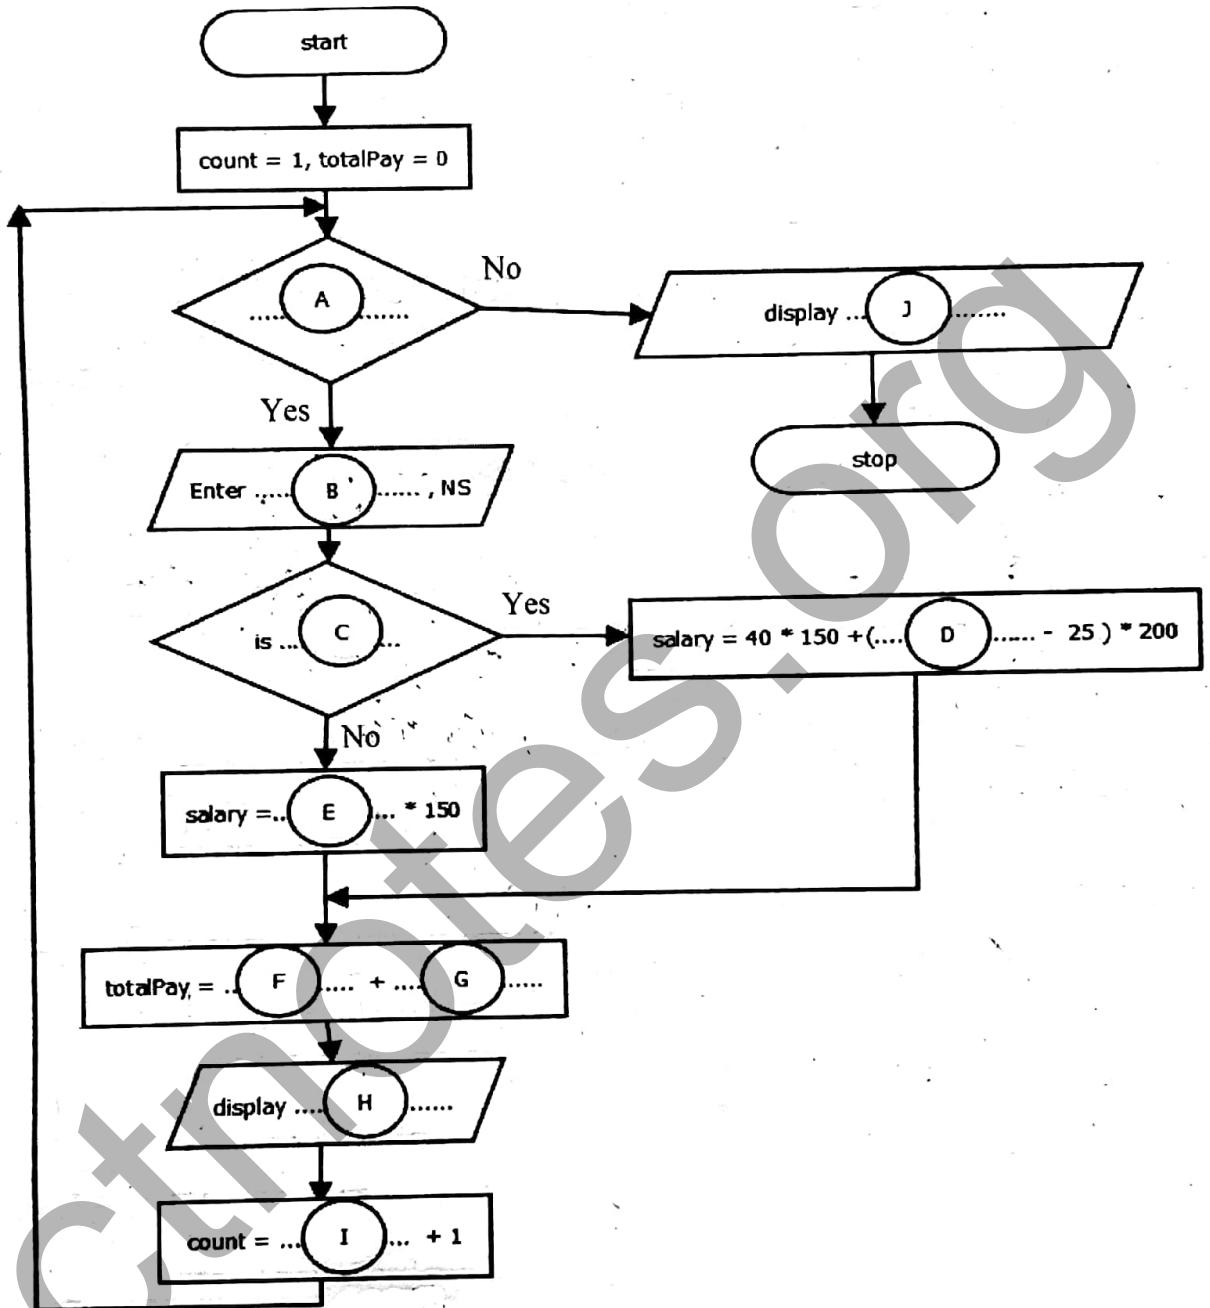 start
count = 1, totalPay = 0
.....A.......
No
display ...J........
Yes
stop
Enter .....B......, NS
is ...C...
Yes
salary = 40 * 150 +(....D...... - 25 ) * 200
No
salary =..E.... * 150
totalPay = ..F..... + ....G.....
display ....H......
count = ...I... + 1
ctnotes.org